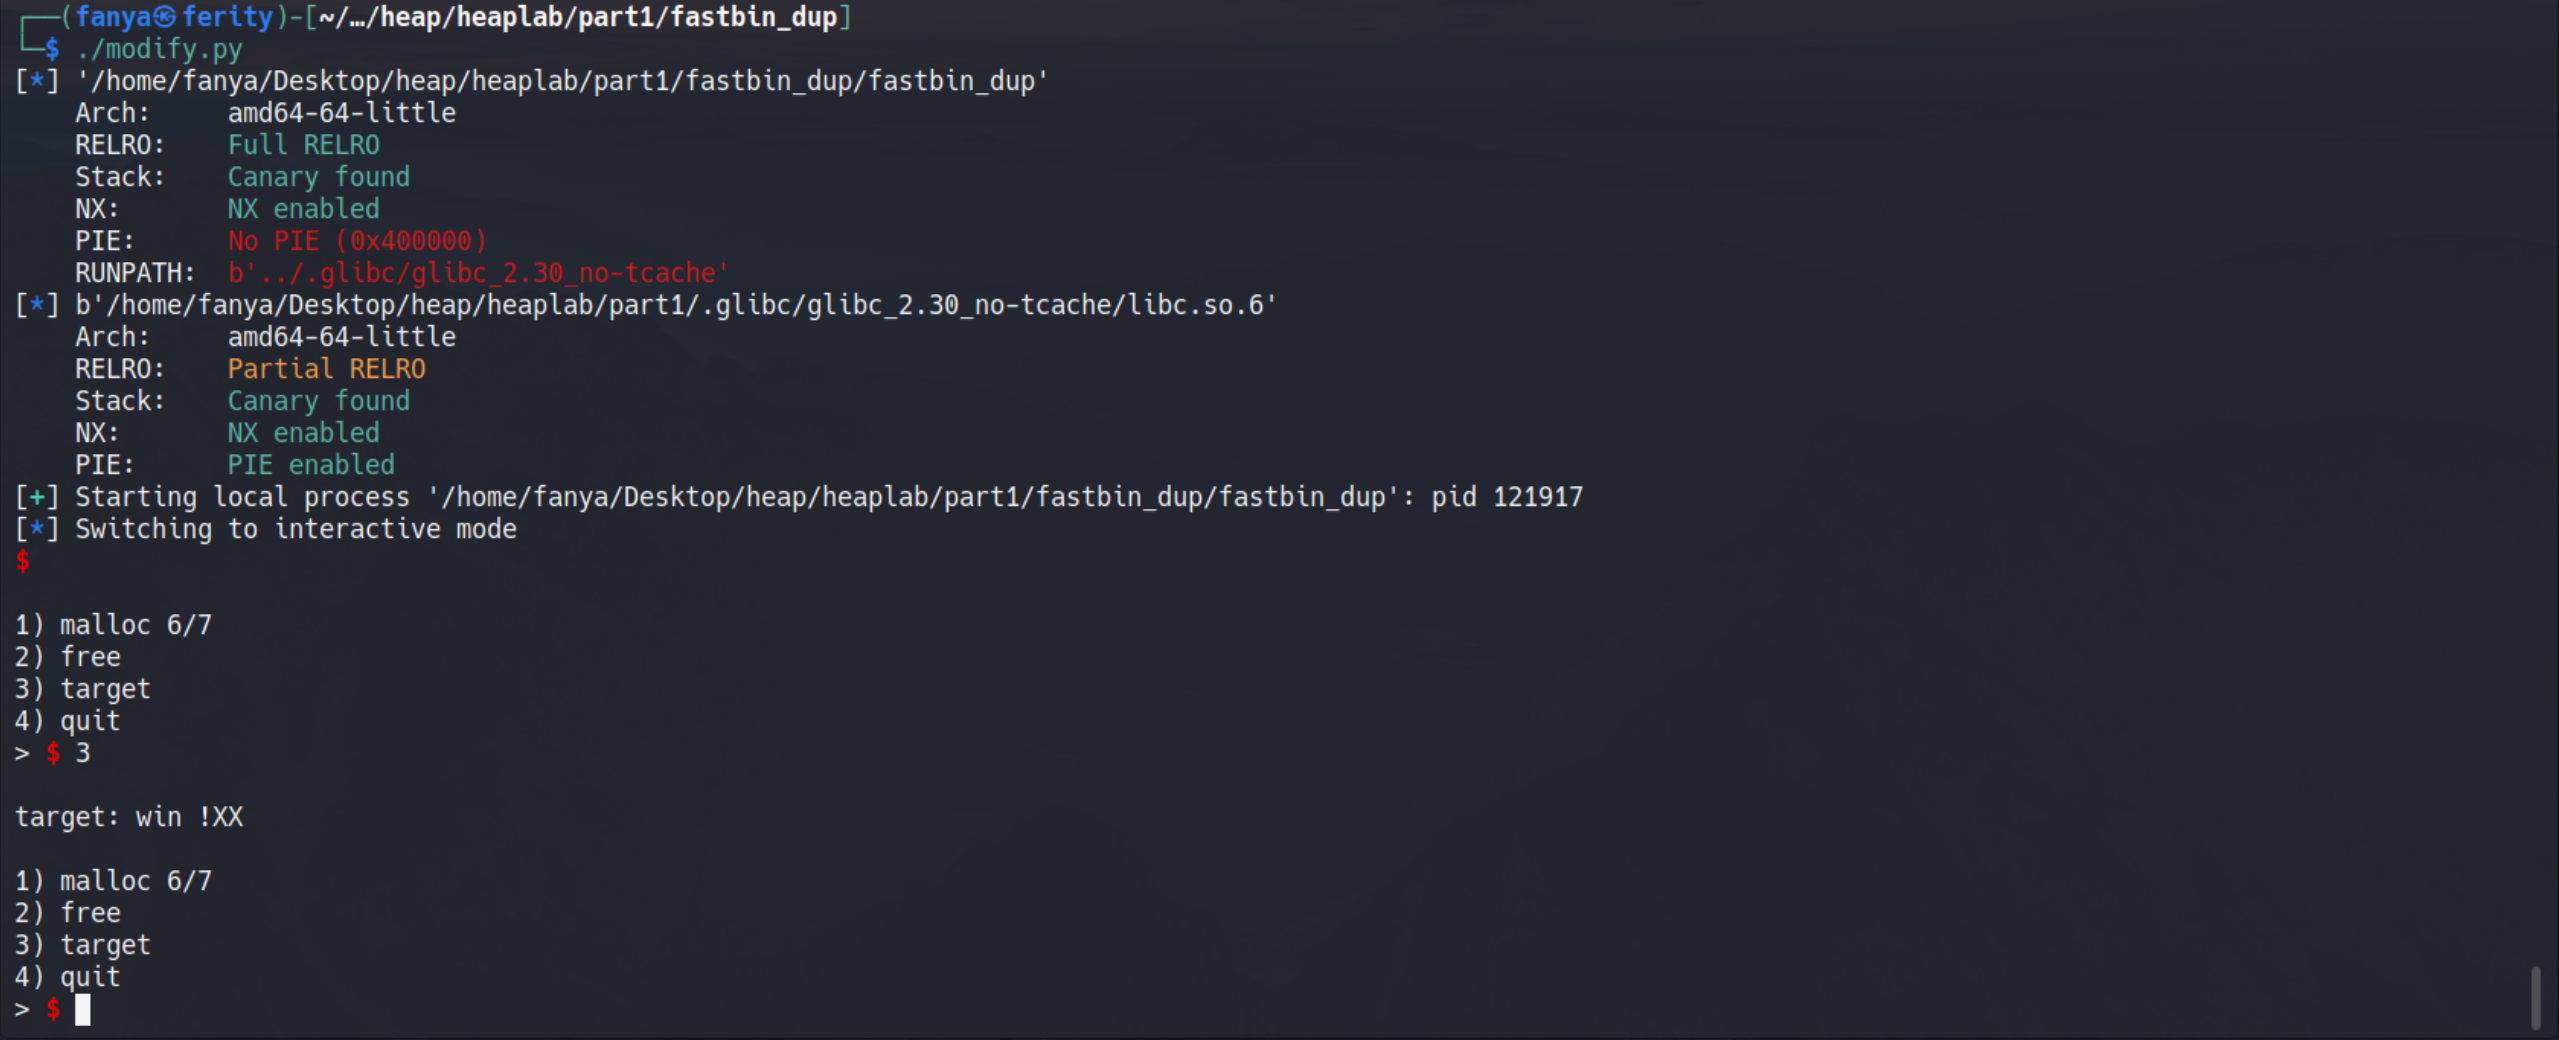 ┌──(fanya㉿ferity)-[~/…/heap/heaplab/part1/fastbin_dup]
└─$ ./modify.py
[*] '/home/fanya/Desktop/heap/heaplab/part1/fastbin_dup/fastbin_dup'
    Arch:     amd64-64-little
    RELRO:    Full RELRO
    Stack:    Canary found
    NX:       NX enabled
    PIE:      No PIE (0x400000)
    RUNPATH:  b'../.glibc/glibc_2.30_no-tcache'
[*] b'/home/fanya/Desktop/heap/heaplab/part1/.glibc/glibc_2.30_no-tcache/libc.so.6'
    Arch:     amd64-64-little
    RELRO:    Partial RELRO
    Stack:    Canary found
    NX:       NX enabled
    PIE:      PIE enabled
[+] Starting local process '/home/fanya/Desktop/heap/heaplab/part1/fastbin_dup/fastbin_dup': pid 121917
[*] Switching to interactive mode
$
1) malloc 6/7
2) free
3) target
4) quit
> $ 3
target: win !XX
1) malloc 6/7
2) free
3) target
4) quit
> $